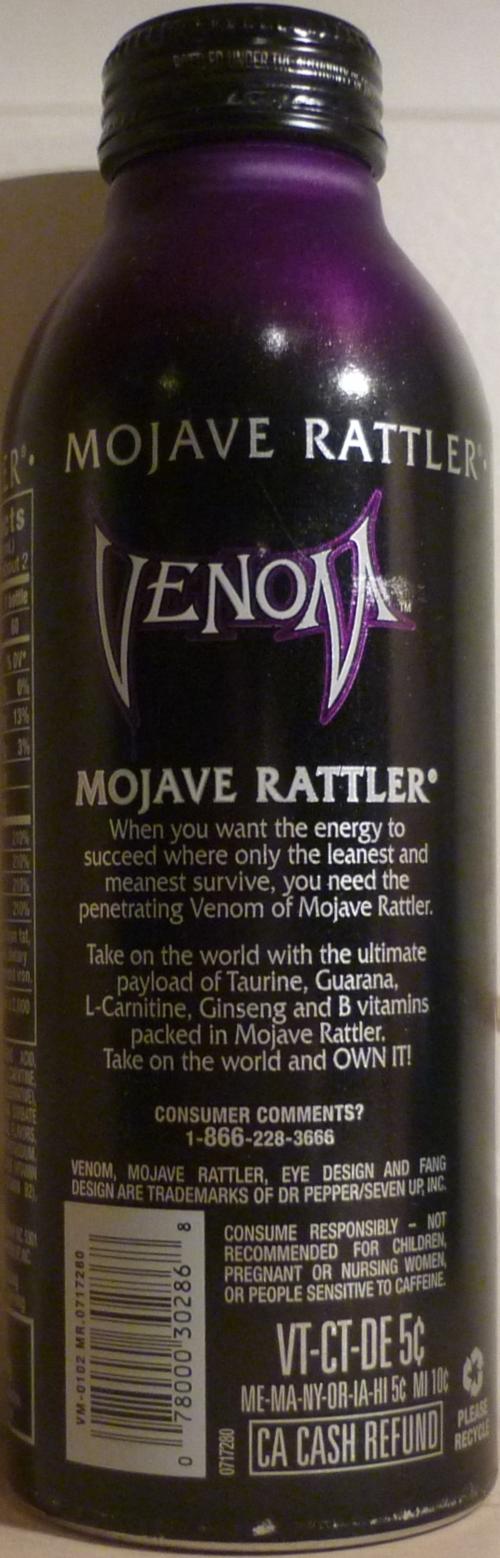 MOJAVE RATTLER®
VENOM™
MOJAVE RATTLER®
When you want the energy to
succeed where only the leanest and
meanest survive, you need the
penetrating Venom of Mojave Rattler.
Take on the world with the ultimate
payload of Taurine, Guarana,
L-Carnitine, Ginseng and B vitamins
packed in Mojave Rattler.
Take on the world and OWN IT!
CONSUMER COMMENTS?
1-866-228-3666
VENOM, MOJAVE RATTLER, EYE DESIGN AND FANG
DESIGN ARE TRADEMARKS OF DR PEPPER/SEVEN UP, INC.
CONSUME RESPONSIBLY – NOT
RECOMMENDED FOR CHILDREN,
PREGNANT OR NURSING WOMEN,
OR PEOPLE SENSITIVE TO CAFFEINE.
VM-0102 MR.0717280
0 78000 30286 8
0717280
VT-CT-DE 5¢
ME-MA-NY-OR-IA-HI 5¢ MI 10¢
CA CASH REFUND
PLEASE
RECYCLE